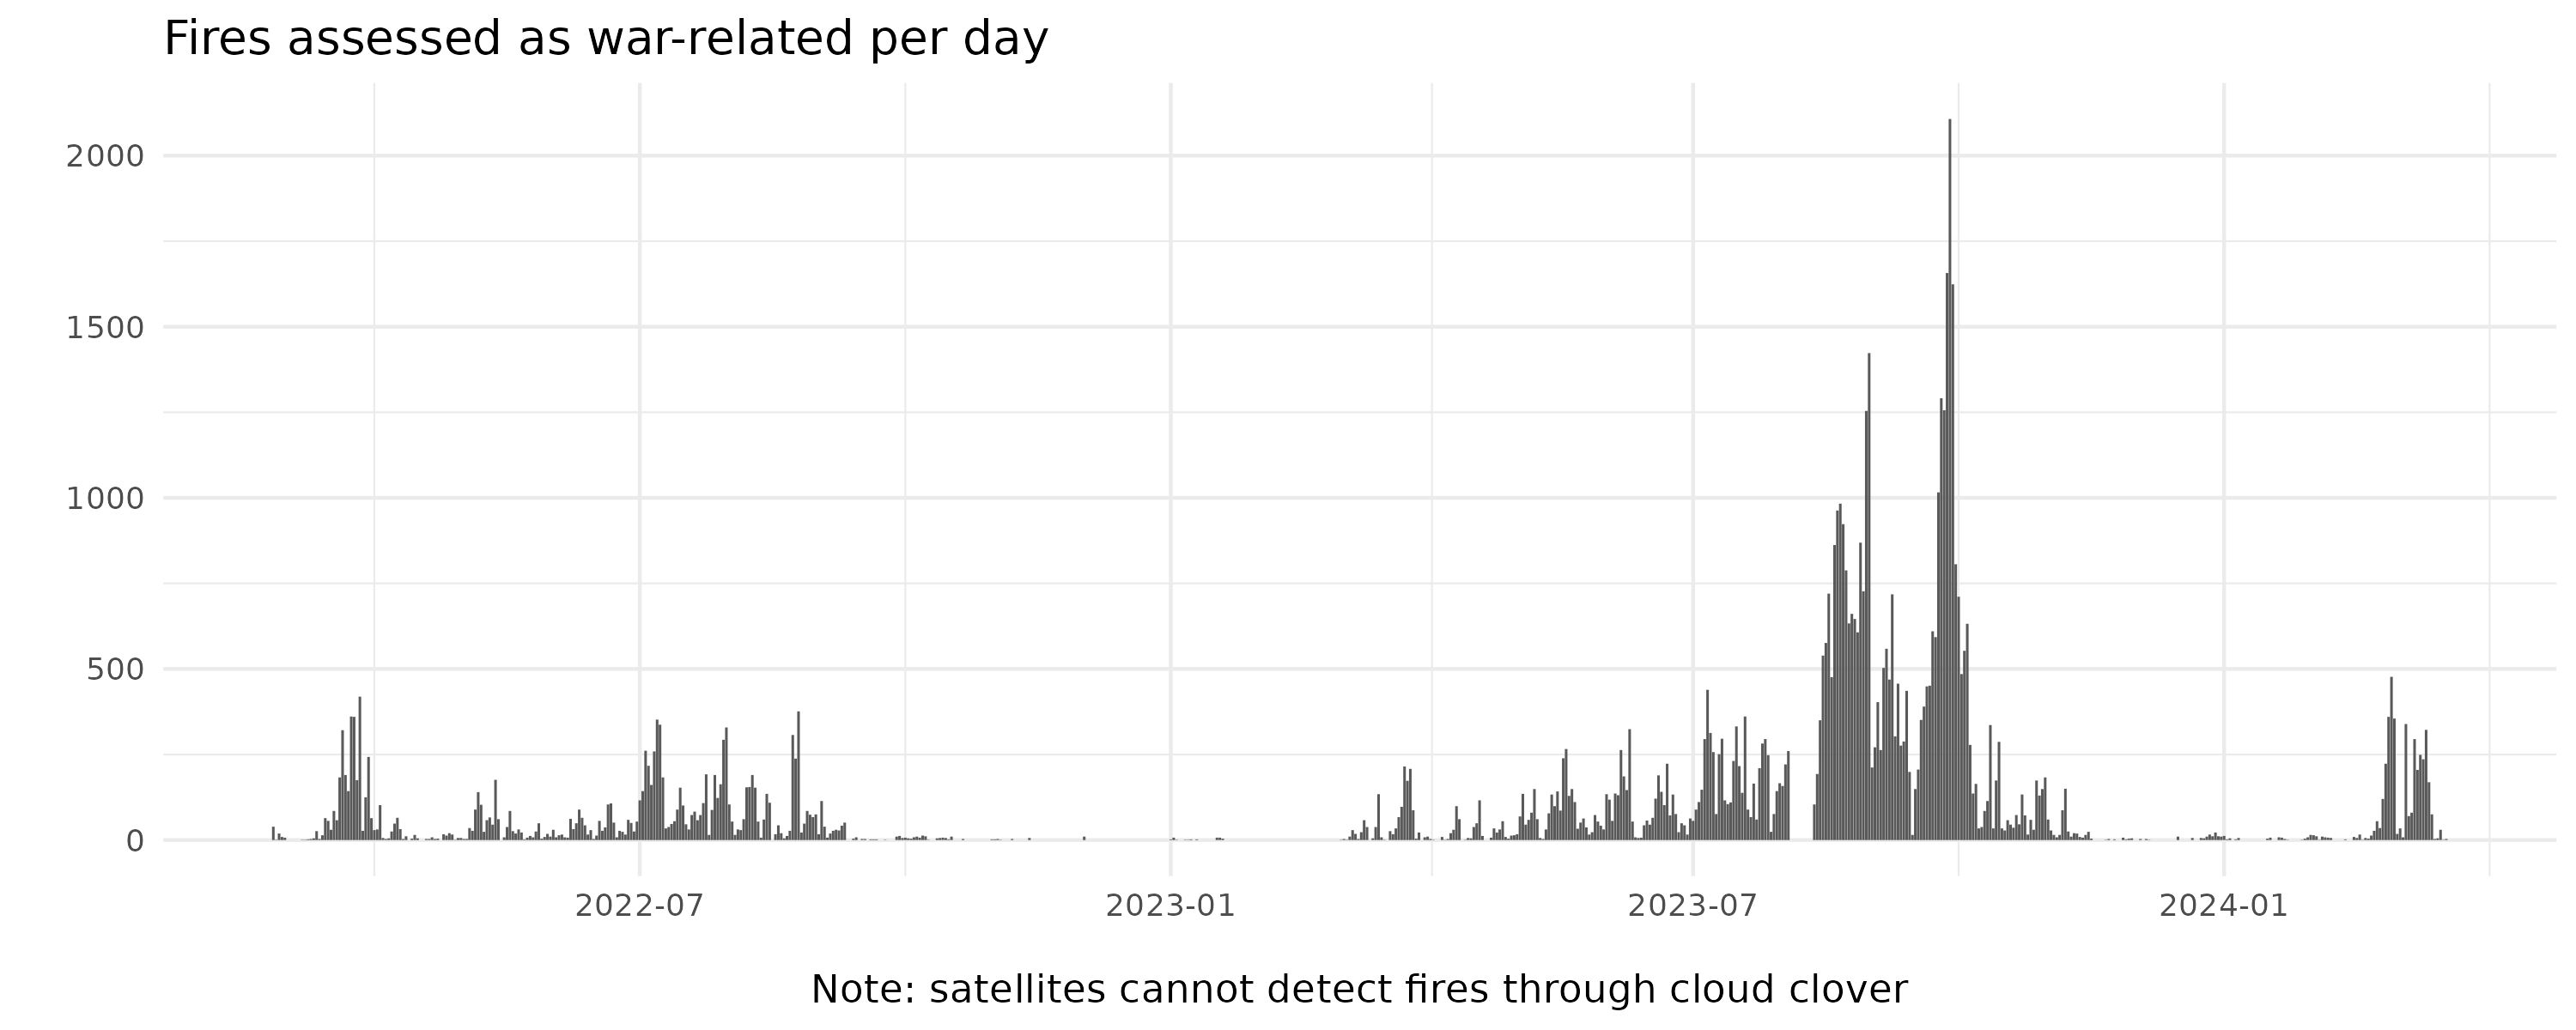 Fires assessed as war-related per day
2000
1500
1000
500
0
2022-07 2023-01 2023-07 2024-01
Note: satellites cannot detect fires through cloud clover